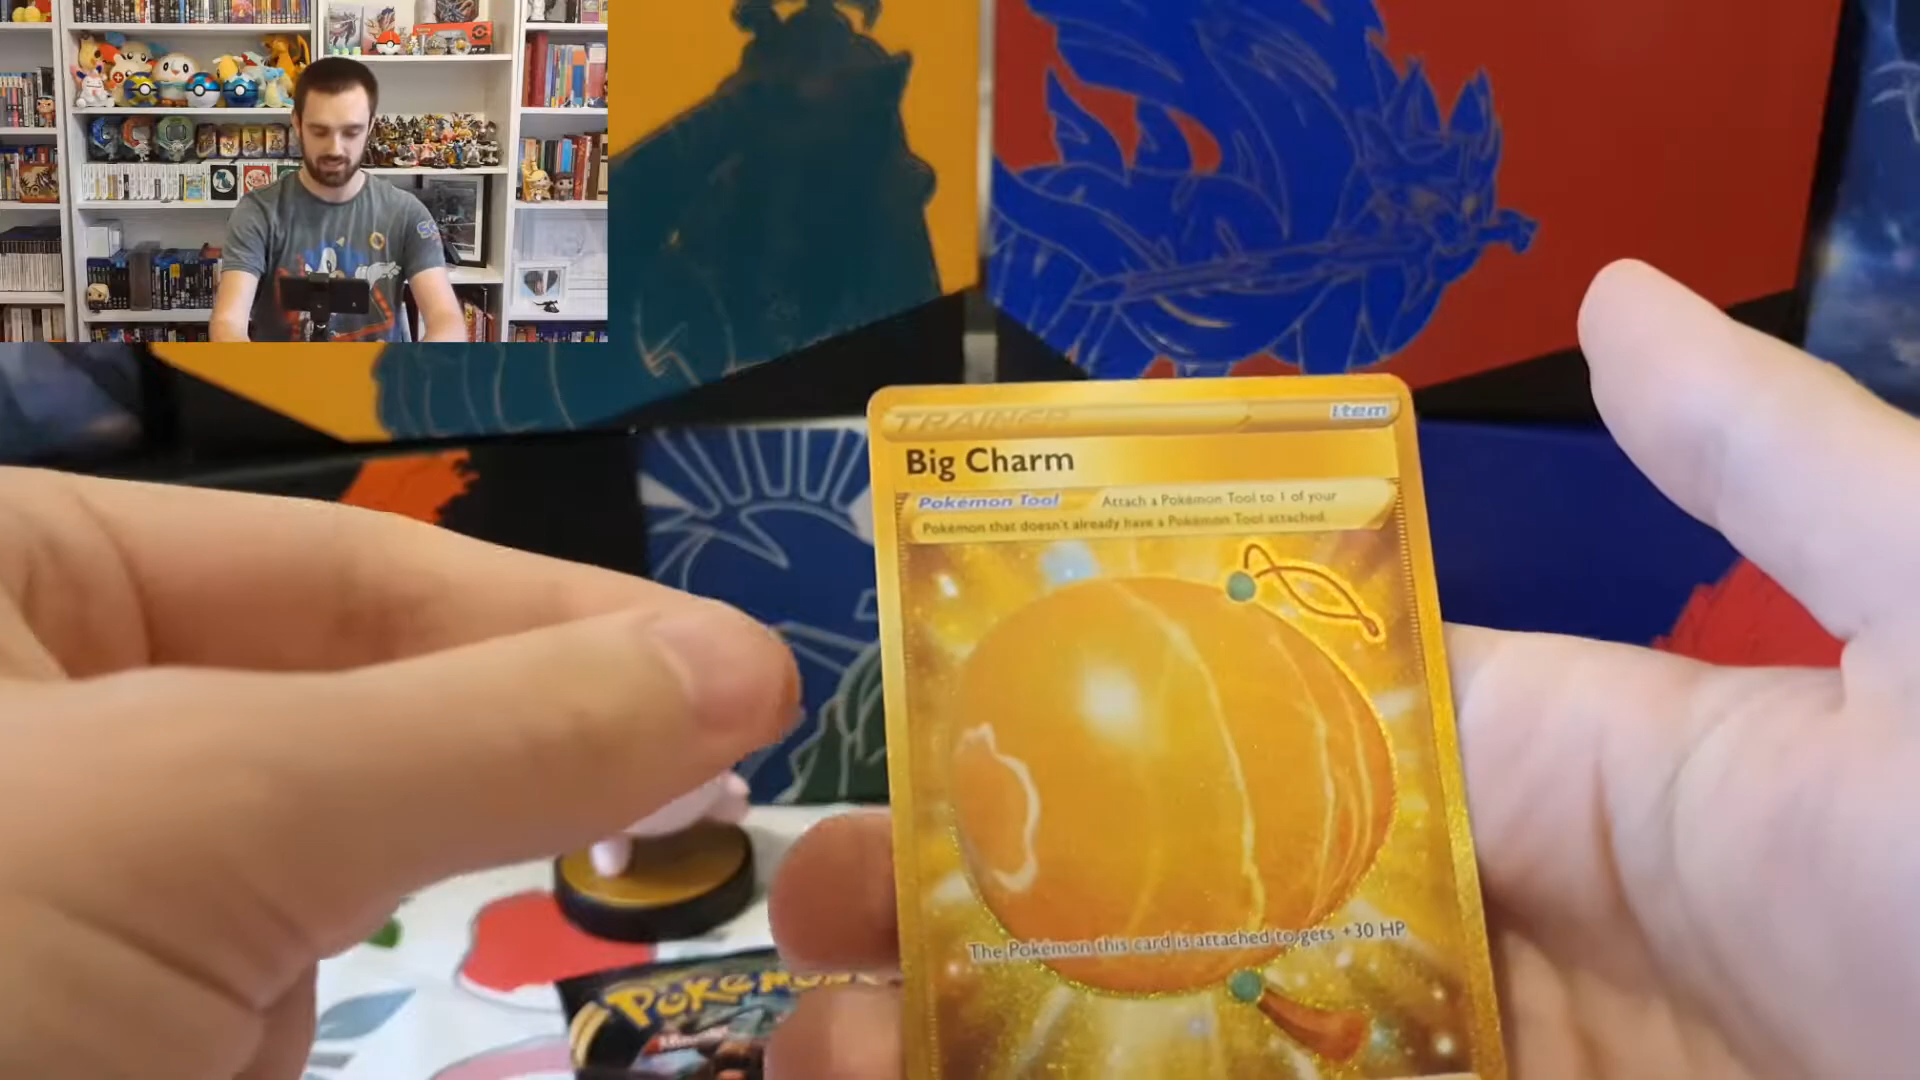 TRAINER
Item
Big Charm
Pokémon Tool
Attach a Pokémon Tool to 1 of your
Pokémon that doesn't already have a Pokémon Tool attached.
The Pokémon this card is attached to gets +30 HP
POKÉMON